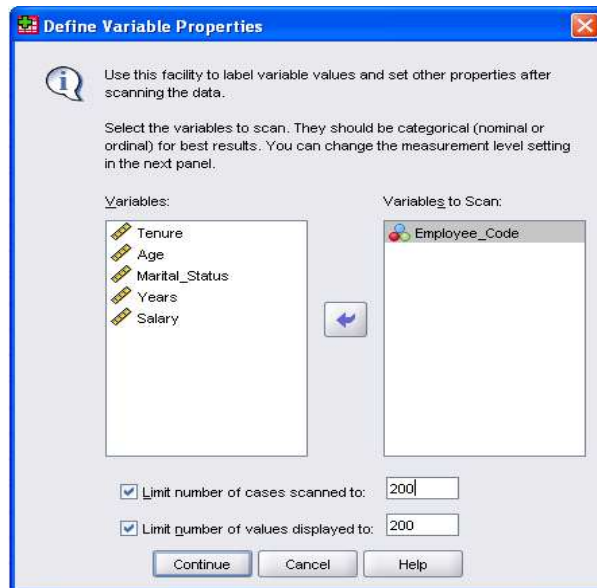 Define Variable Properties
Use this facility to label variable values and set other properties after
scanning the data.
Select the variables to scan. They should be categorical (nominal or
ordinal) for best results. You can change the measurement level setting
in the next panel.
Variables:
Variables to Scan:
Tenure
Age
Marital_Status
Years
Salary
Employee_Code
Limit number of cases scanned to: 200
Limit number of values displayed to: 200
Continue Cancel Help